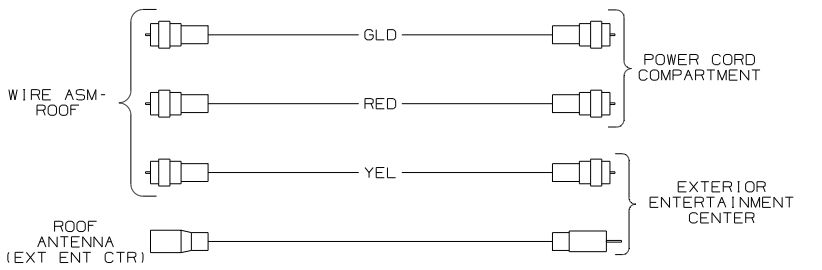 GLD
POWER CORD
COMPARTMENT
WIRE ASM-
ROOF
RED
YEL
EXTERIOR
ENTERTAINMENT
CENTER
ROOF
ANTENNA
(EXT ENT CTR)